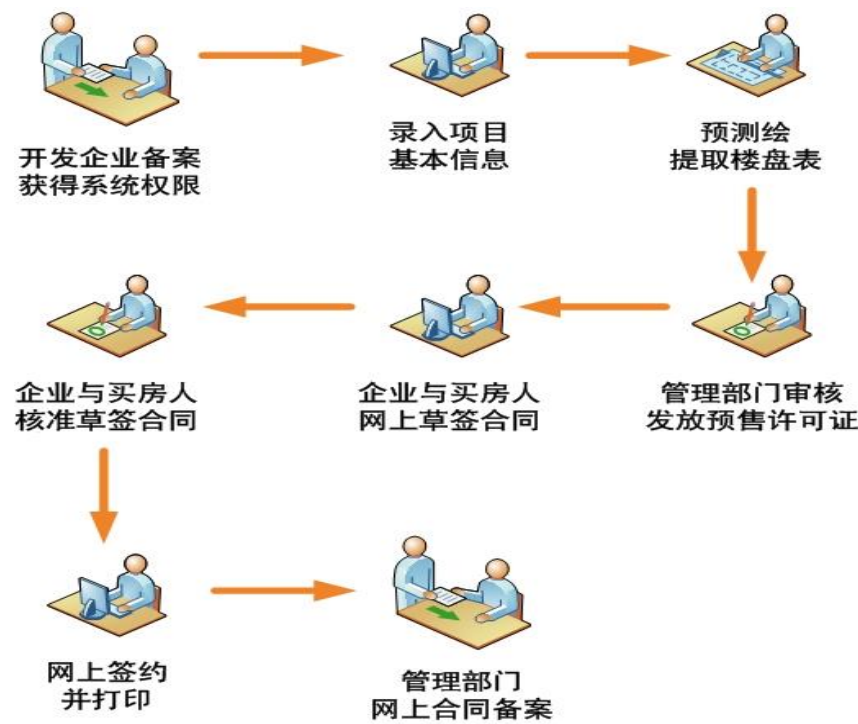 开发企业备案
获得系统权限
录入项目
基本信息
预测绘
提取楼盘表
管理部门审核
发放预售许可证
企业与买房人
网上草签合同
企业与买房人
核准草签合同
网上签约
并打印
管理部门
网上合同备案